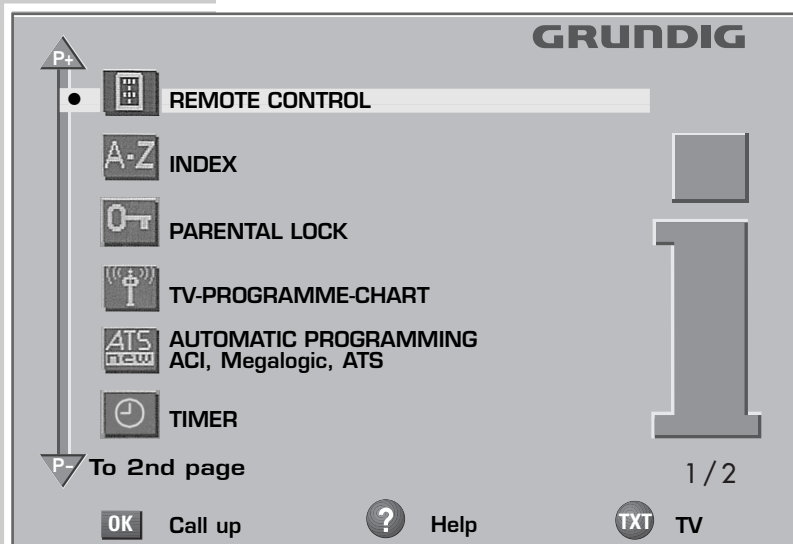 GRUNDIG
P+
REMOTE CONTROL
A-Z INDEX
PARENTAL LOCK
TV-PROGRAMME-CHART
ATS new AUTOMATIC PROGRAMMING
ACI, Megalogic, ATS
TIMER
P- To 2nd page 1/2
OK Call up ? Help TXT TV